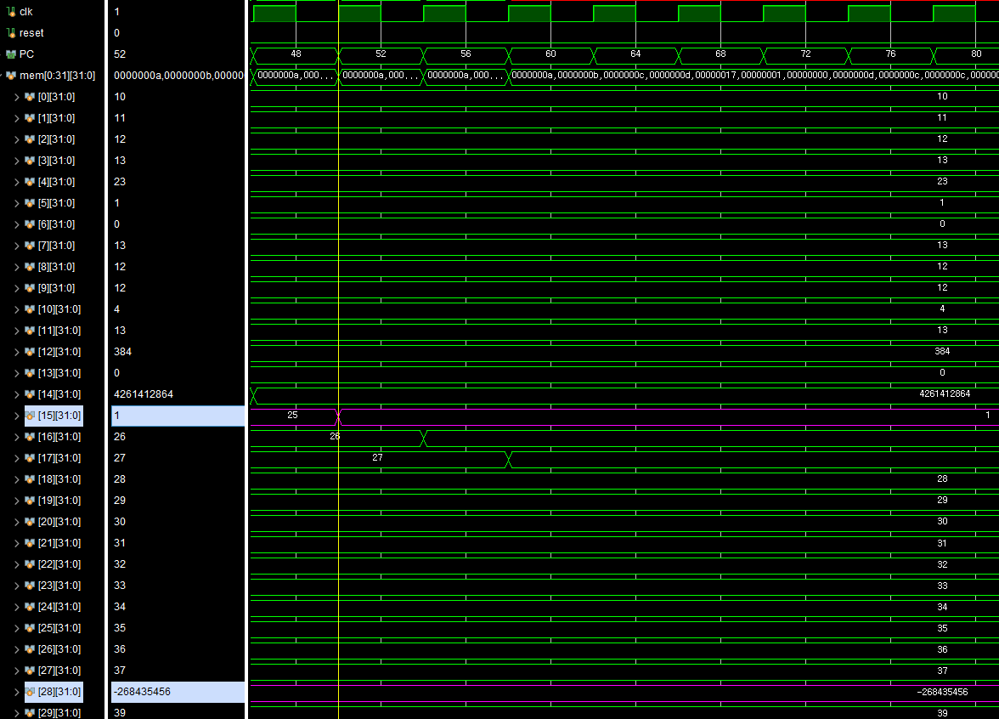 clk 1
reset 0
PC 52 48 52 56 60 64 68 72 76 80
mem[0:31][31:0] 0000000a,0000000b,00000 0000000a,000... 0000000a,000... 0000000a,000... 0000000a,0000000b,0000000c,0000000d,00000017,00000001,00000000,0000000d,0000000c,0000000c,000000
[0][31:0] 10 10
[1][31:0] 11 11
[2][31:0] 12 12
[3][31:0] 13 13
[4][31:0] 23 23
[5][31:0] 1 1
[6][31:0] 0 0
[7][31:0] 13 13
[8][31:0] 12 12
[9][31:0] 12 12
[10][31:0] 4 4
[11][31:0] 13 13
[12][31:0] 384 384
[13][31:0] 0 0
[14][31:0] 4261412864 4261412864
[15][31:0] 1 25 1
[16][31:0] 26 26
[17][31:0] 27 27
[18][31:0] 28 28
[19][31:0] 29 29
[20][31:0] 30 30
[21][31:0] 31 31
[22][31:0] 32 32
[23][31:0] 33 33
[24][31:0] 34 34
[25][31:0] 35 35
[26][31:0] 36 36
[27][31:0] 37 37
[28][31:0] -268435456 -268435456
[29][31:0] 39 39